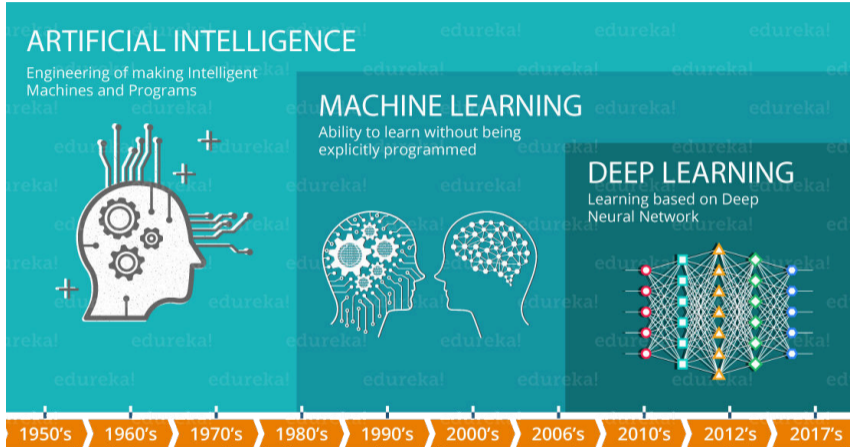 ARTIFICIAL INTELLIGENCE
Engineering of making Intelligent
Machines and Programs
MACHINE LEARNING
Ability to learn without being
explicitly programmed
DEEP LEARNING
Learning based on Deep
Neural Network
1950's
1960's
1970's
1980's
1990's
2000's
2006's
2010's
2012's
2017's
edureka!